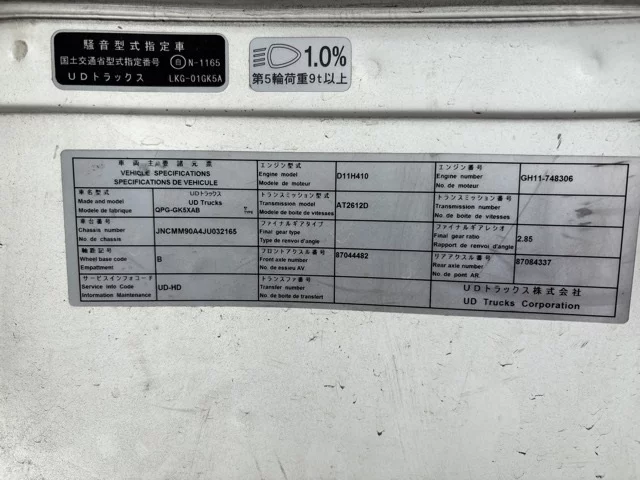 騒音型式指定車
国土交通省型式指定番号 自 N-1165
UDトラックス LKG-01GK5A
1.0%
第5輪荷重9t以上
車両主要諸元票
VEHICLE SPECIFICATIONS
SPECIFICATIONS DE VEHICULE
エンジン型式
Engine model
Modele de moteur
D11H410
エンジン番号
Engine number
No. de moteur
GH11-748306
車名型式
Made and model
Modele de fabrique
UDトラックス
UD Trucks
QPG-GK5XAB
トランスミッション型式
Transmission model
Modele de boite de vitesses
AT2612D
トランスミッション番号
Transmission number
No. de boite de vitesses
車台番号
Chassis number
No. de chassis
JNCMM90A4JU032165
ファイナルギアタイプ
Final gear type
Type de renvoi d'angle
ファイナルギアレシオ
Final gear ratio
Rapport de renvoi d'angle
2.85
軸距記号
Wheel base code
Empattment
B
フロントアクスル番号
Front axle number
No. de essieu AV
87044482
リアアクスル番号
Rear axle number
No. de pont AR.
87084337
サービスインフォコード
Service info Code
Information Maintenance
UD-HD
トランスファ番号
Transfer number
No. de boite de transfert
UDトラックス株式会社
UD Trucks Corporation